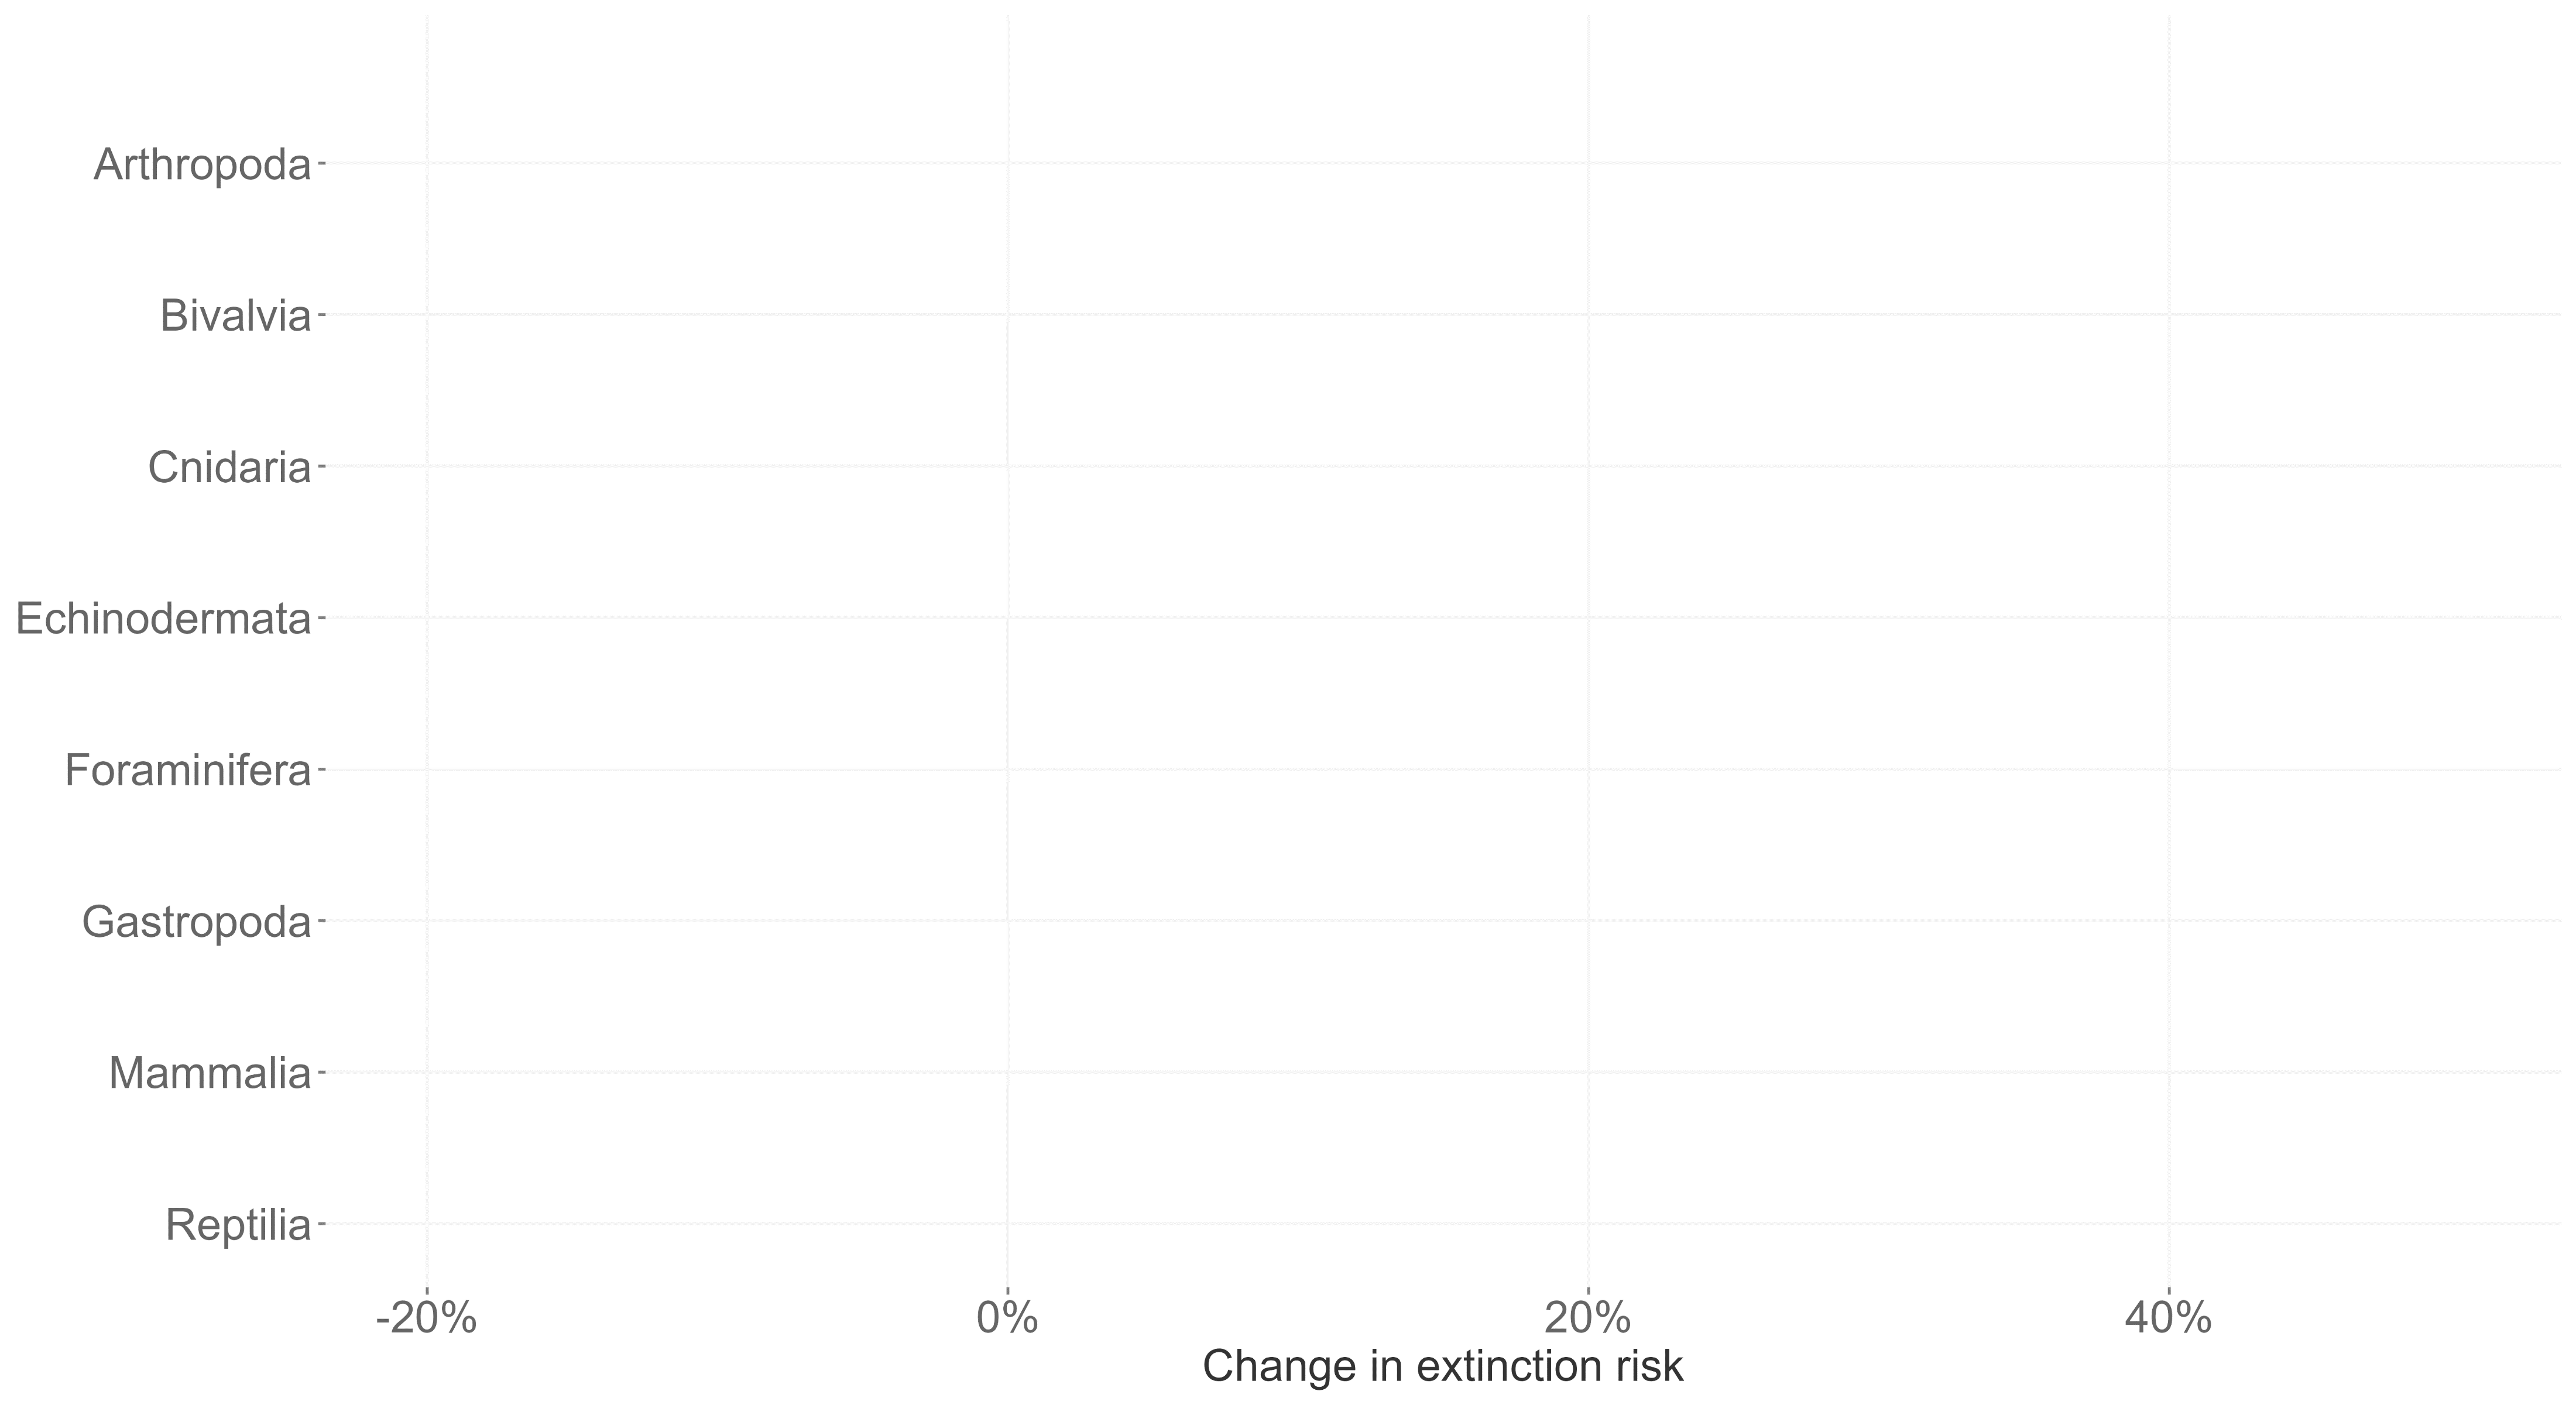 Arthropoda
Bivalvia
Cnidaria
Echinodermata
Foraminifera
Gastropoda
Mammalia
Reptilia
-20% 0% 20% 40%
Change in extinction risk